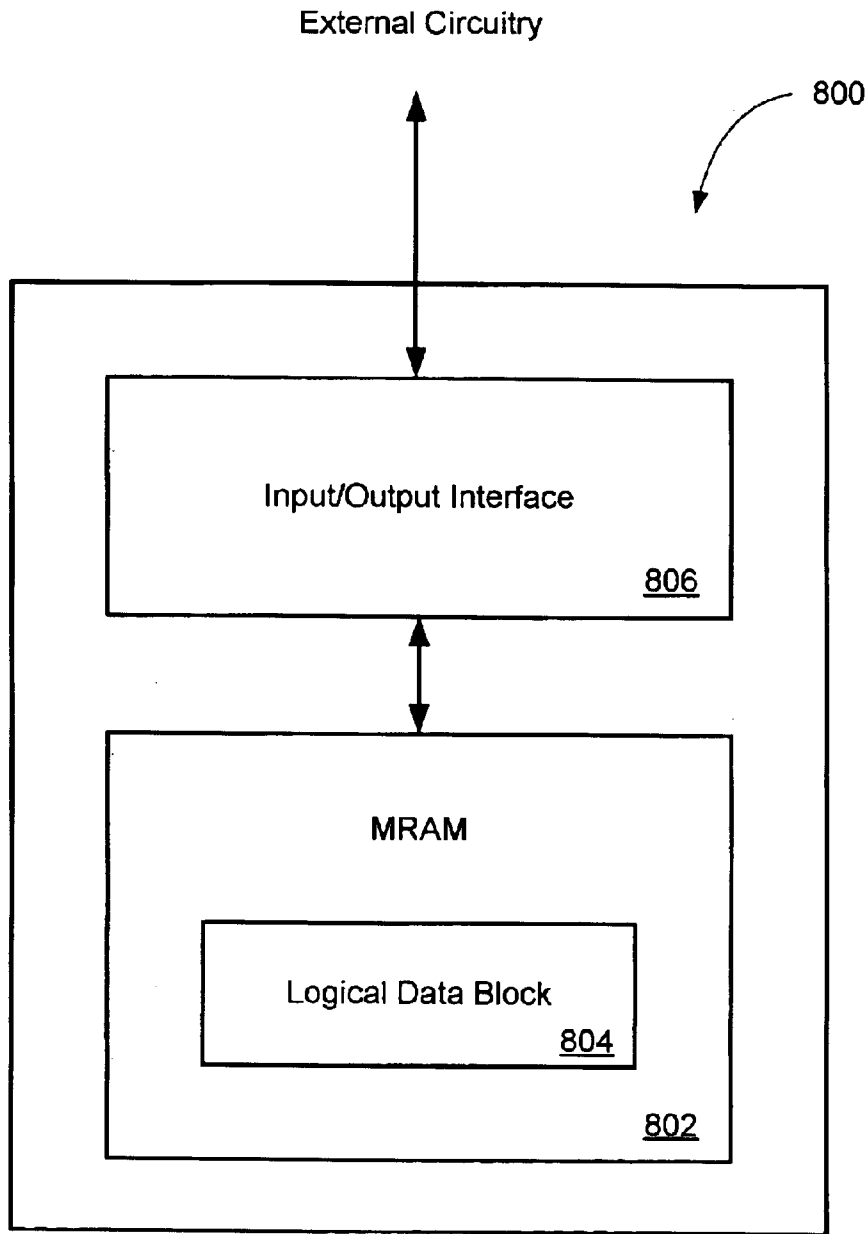 External Circuitry
800
Input/Output Interface
806
MRAM
Logical Data Block
804
802